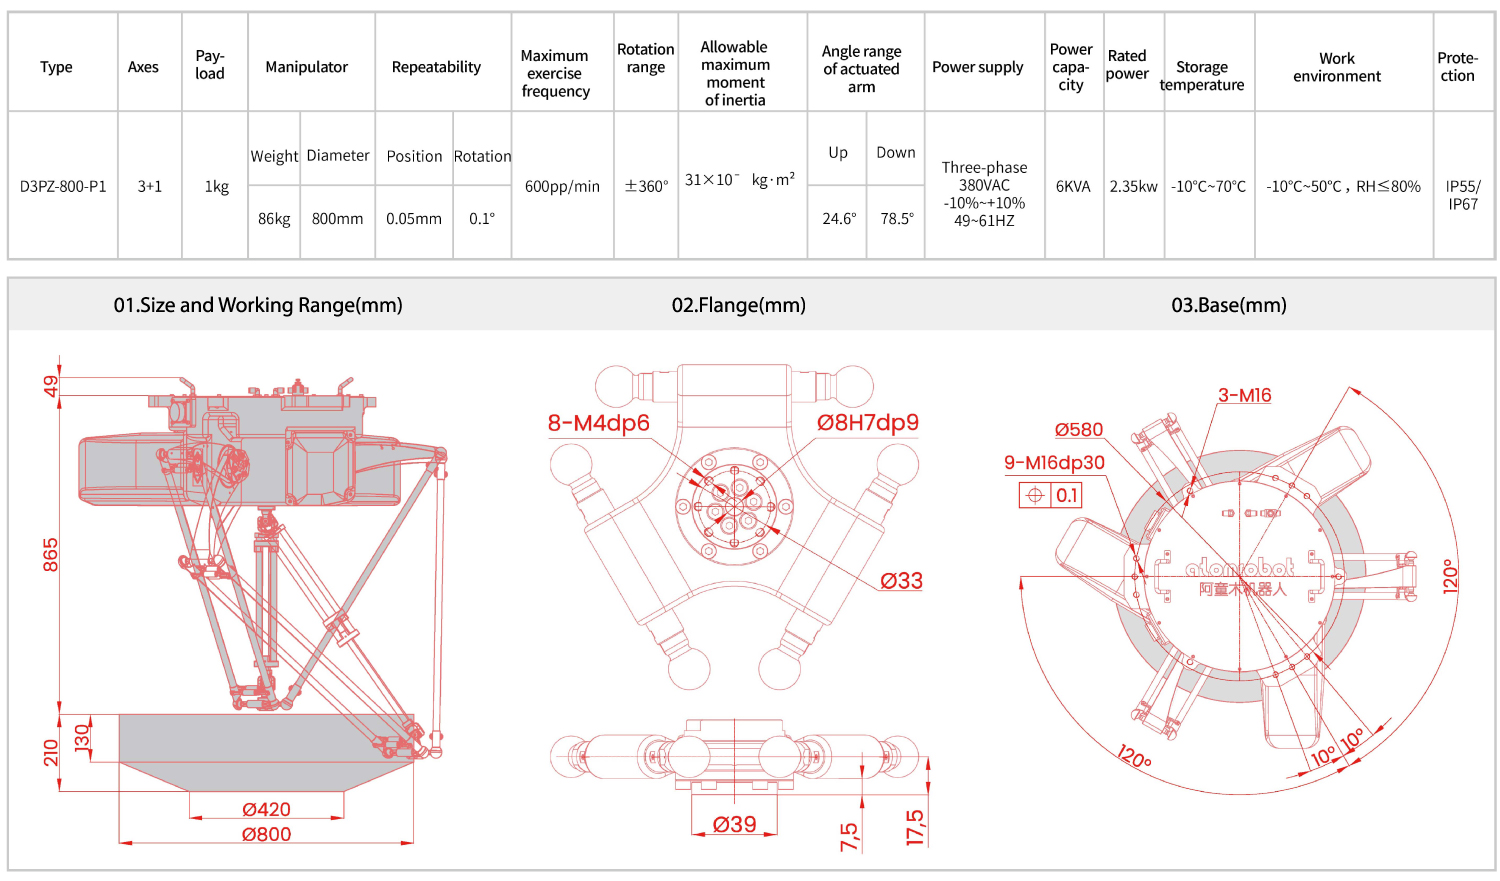 Type
Axes
Pay-
load
Manipulator
Repeatability
Maximum
exercise
frequency
Rotation
range
Allowable
maximum
moment
of inertia
Angle range
of actuated
arm
Power supply
Power
capa-
city
Rated
power
Storage
temperature
Work
environment
Prote-
ction
D3PZ-800-P1
3+1
1kg
Weight
Diameter
86kg
800mm
Position
Rotation
0.05mm
0.1°
600pp/min
±360°
31×10⁻ kg·m²
Up
Down
24.6°
78.5°
Three-phase
380VAC
-10%~+10%
49~61HZ
6KVA
2.35kw
-10℃~70℃
-10℃~50℃ , RH≤80%
IP55/
IP67
01.Size and Working Range(mm)
02.Flange(mm)
03.Base(mm)
49
865
210
130
Ø420
Ø800
8-M4dp6
Ø8H7dp9
Ø33
Ø39
7,5
17,5
3-M16
Ø580
9-M16dp30
0.1
atomrobot
阿童木机器人
120°
120°
10°
10°